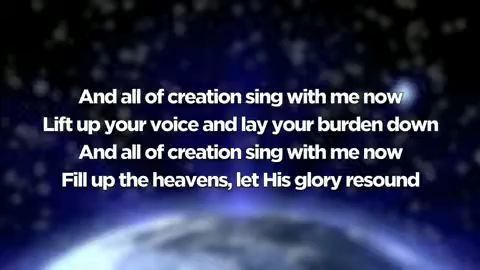 And all of creation sing with me now
Lift up your voice and lay your burden down
And all of creation sing with me now
Fill up the heavens, let His glory resound